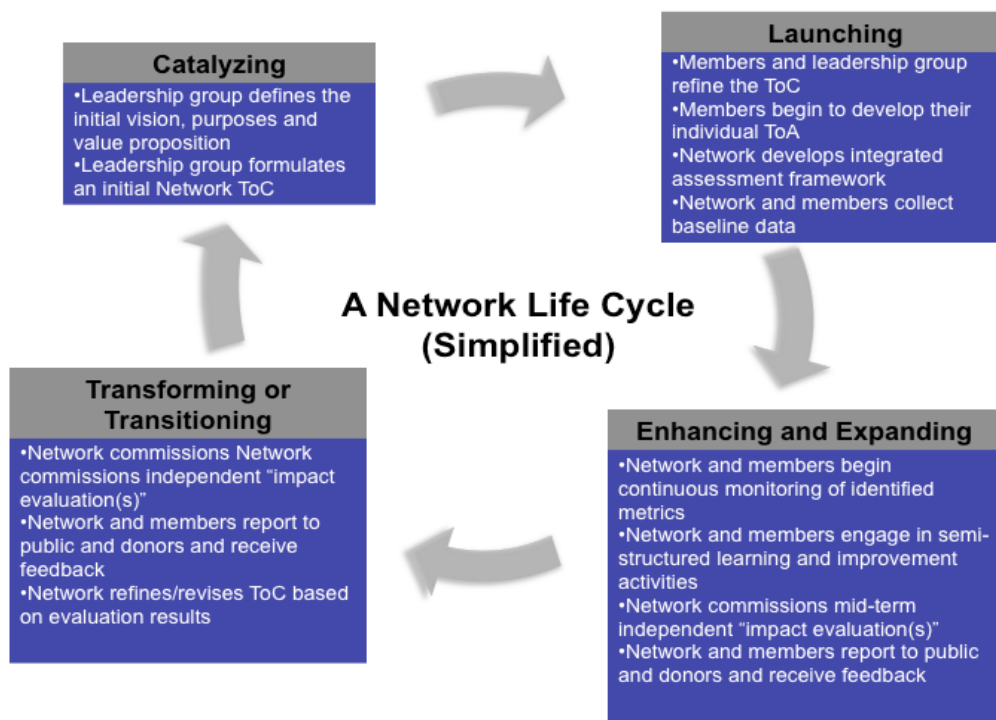 Catalyzing
•Leadership group defines the
initial vision, purposes and
value proposition
•Leadership group formulates
an initial Network ToC
Launching
•Members and leadership group
refine the ToC
•Members begin to develop their
individual ToA
•Network develops integrated
assessment framework
•Network and members collect
baseline data
A Network Life Cycle
(Simplified)
Transforming or
Transitioning
•Network commissions Network
commissions independent “impact
evaluation(s)”
•Network and members report to
public and donors and receive
feedback
•Network refines/revises ToC based
on evaluation results
Enhancing and Expanding
•Network and members begin
continuous monitoring of identified
metrics
•Network and members engage in semi-
structured learning and improvement
activities
•Network commissions mid-term
independent “impact evaluation(s)”
•Network and members report to public
and donors and receive feedback